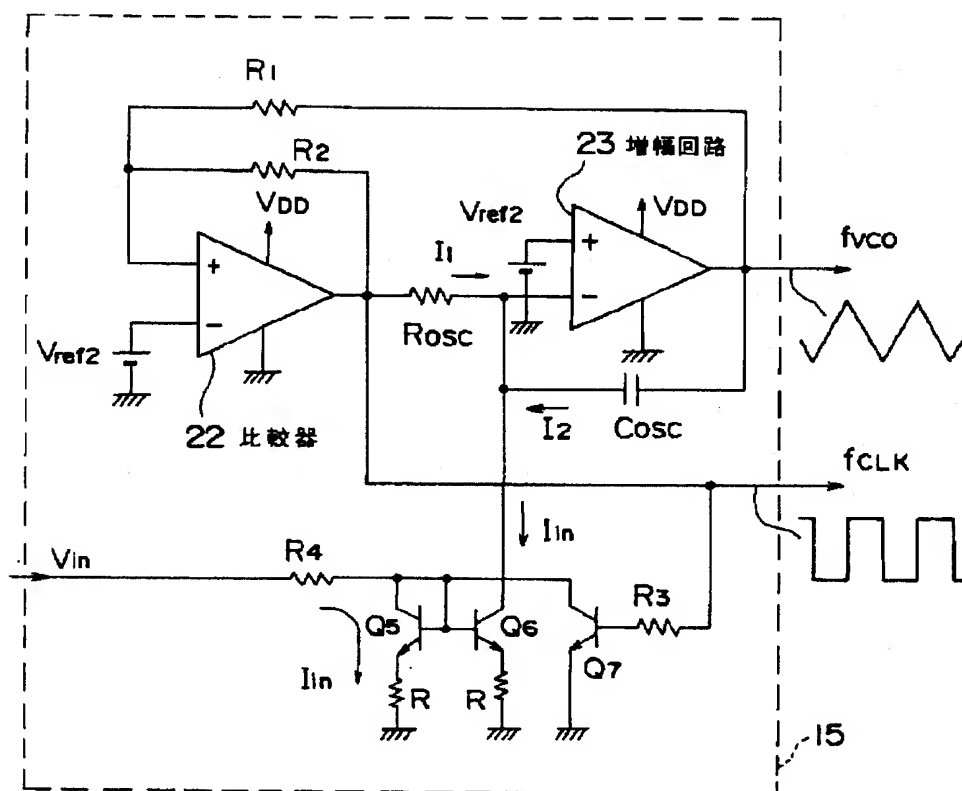 R1
R2
VDD
Vref2
22 比較器
I1
Rosc
23 増幅回路
Vref2
VDD
fvco
I2
Cosc
fCLK
Iin
Vin
R4
R3
Q5
Q6
Q7
Iin
R
R
15